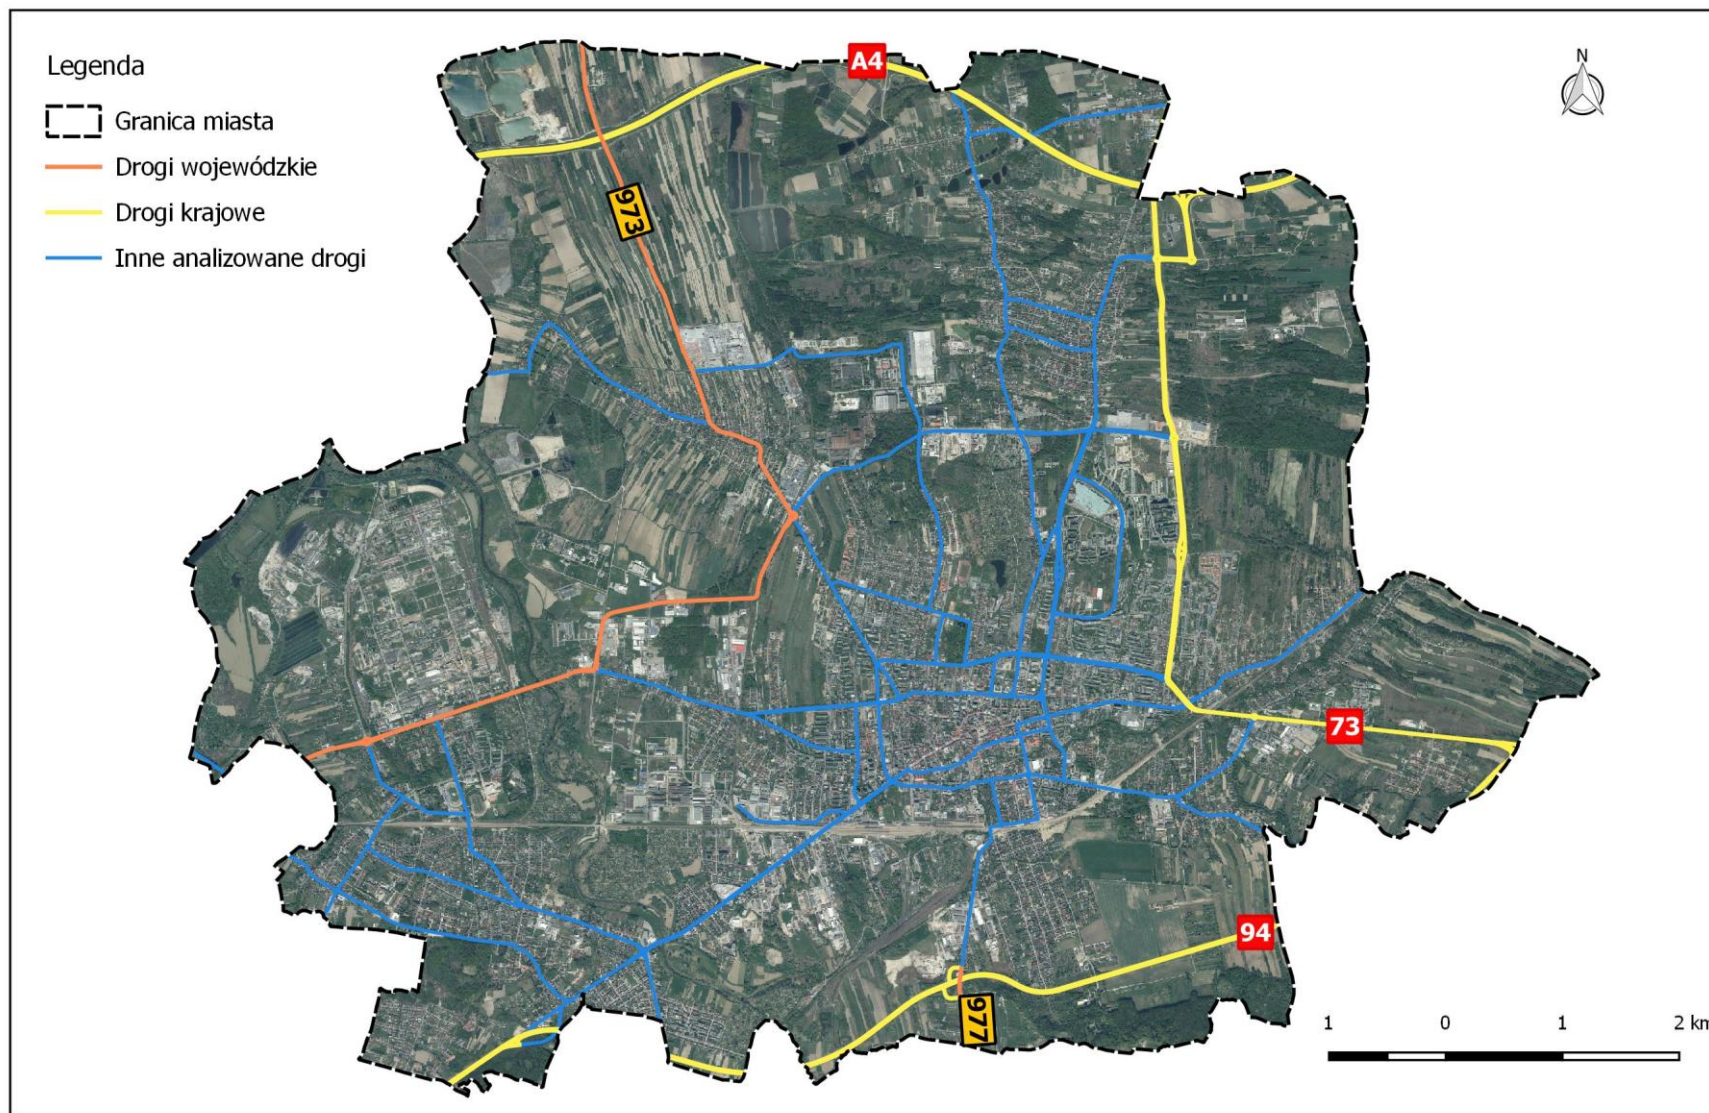 Legenda
Granica miasta
Drogi wojewódzkie
Drogi krajowe
Inne analizowane drogi
A4
N
973
73
94
977
1 0 1 2 km